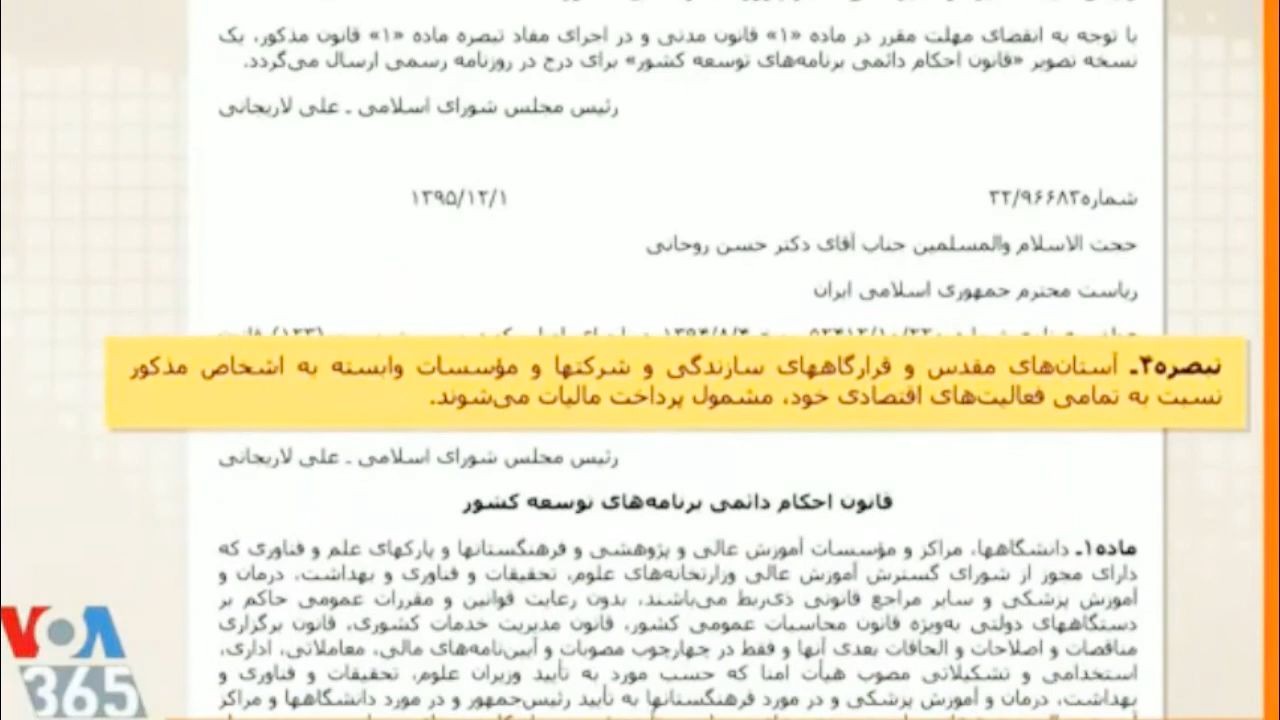 با توجه به انقضای مهلت مقرر در ماده «۱» قانون مدنی و در اجرای مفاد تبصره ماده «۱» قانون مذکور، یک
نسخه تصویر «قانون احکام دائمی برنامه‌های توسعه کشور» برای درج در روزنامه رسمی ارسال می‌گردد.
رئیس مجلس شورای اسلامی ـ علی لاریجانی
شماره۳۲/۹۶۶۸۳ ۱۳۹۵/۱۲/۱
حجت الاسلام والمسلمین جناب آقای دکتر حسن روحانی
ریاست محترم جمهوری اسلامی ایران
تبصره۲ـ آستان‌های مقدس و قرارگاههای سازندگی و شرکتها و مؤسسات وابسته به اشخاص مذکور
نسبت به تمامی فعالیت‌های اقتصادی خود، مشمول پرداخت مالیات می‌شوند.
رئیس مجلس شورای اسلامی ـ علی لاریجانی
قانون احکام دائمی برنامه‌های توسعه کشور
ماده۱ـ دانشگاهها، مراکز و مؤسسات آموزش عالی و پژوهشی و فرهنگستانها و پارکهای علم و فناوری که
دارای مجوز از شورای گسترش آموزش عالی وزارتخانه‌های علوم، تحقیقات و فناوری و بهداشت، درمان و
آموزش پزشکی و سایر مراجع قانونی ذی‌ربط می‌باشند، بدون رعایت قوانین و مقررات عمومی حاکم بر
دستگاههای دولتی به‌ویژه قانون محاسبات عمومی کشور، قانون مدیریت خدمات کشوری، قانون برگزاری
مناقصات و اصلاحات و الحاقات بعدی آنها و فقط در چهارچوب مصوبات و آیین‌نامه‌های مالی، معاملاتی، اداری،
استخدامی و تشکیلاتی مصوب هیأت امنا که حسب مورد به تأیید وزیران علوم، تحقیقات و فناوری و
بهداشت، درمان و آموزش پزشکی و در مورد فرهنگستانها به تأیید رئیس‌جمهور و در مورد دانشگاهها و مراکز
VOA
365